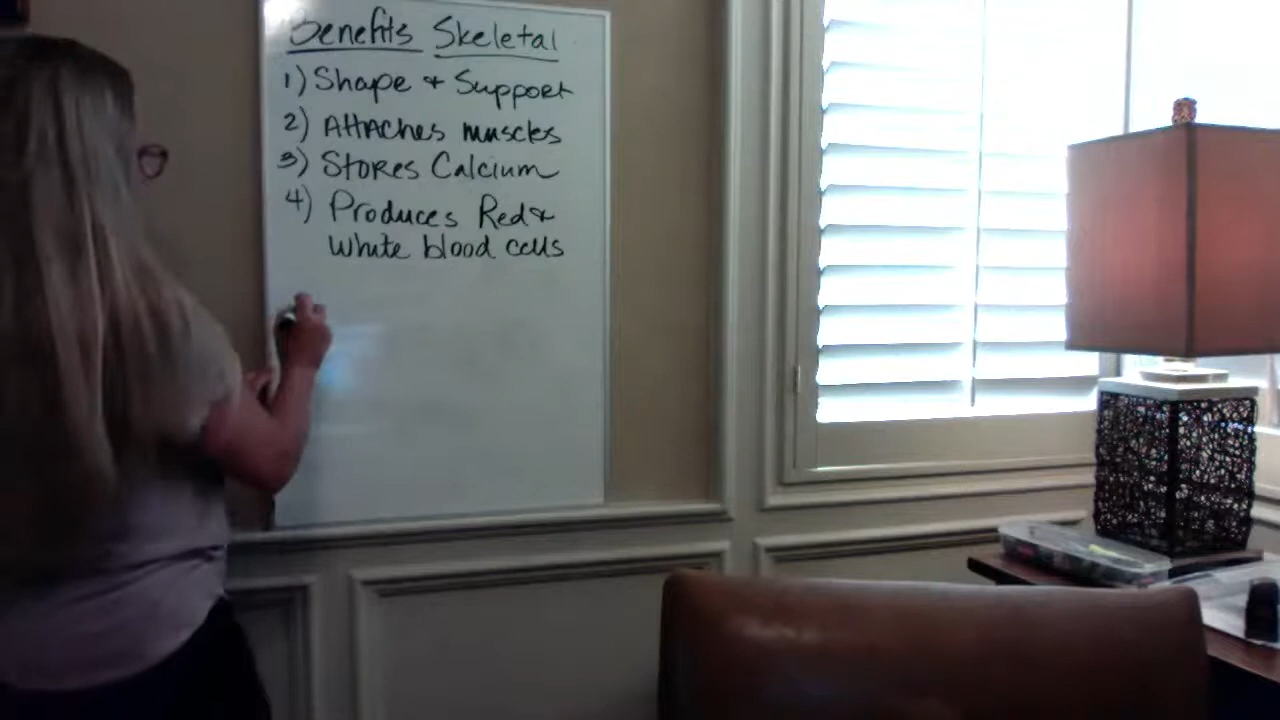 Benefits Skeletal
1) Shape & Support
2) Attaches muscles
3) Stores Calcium
4) Produces Red &
White blood cells